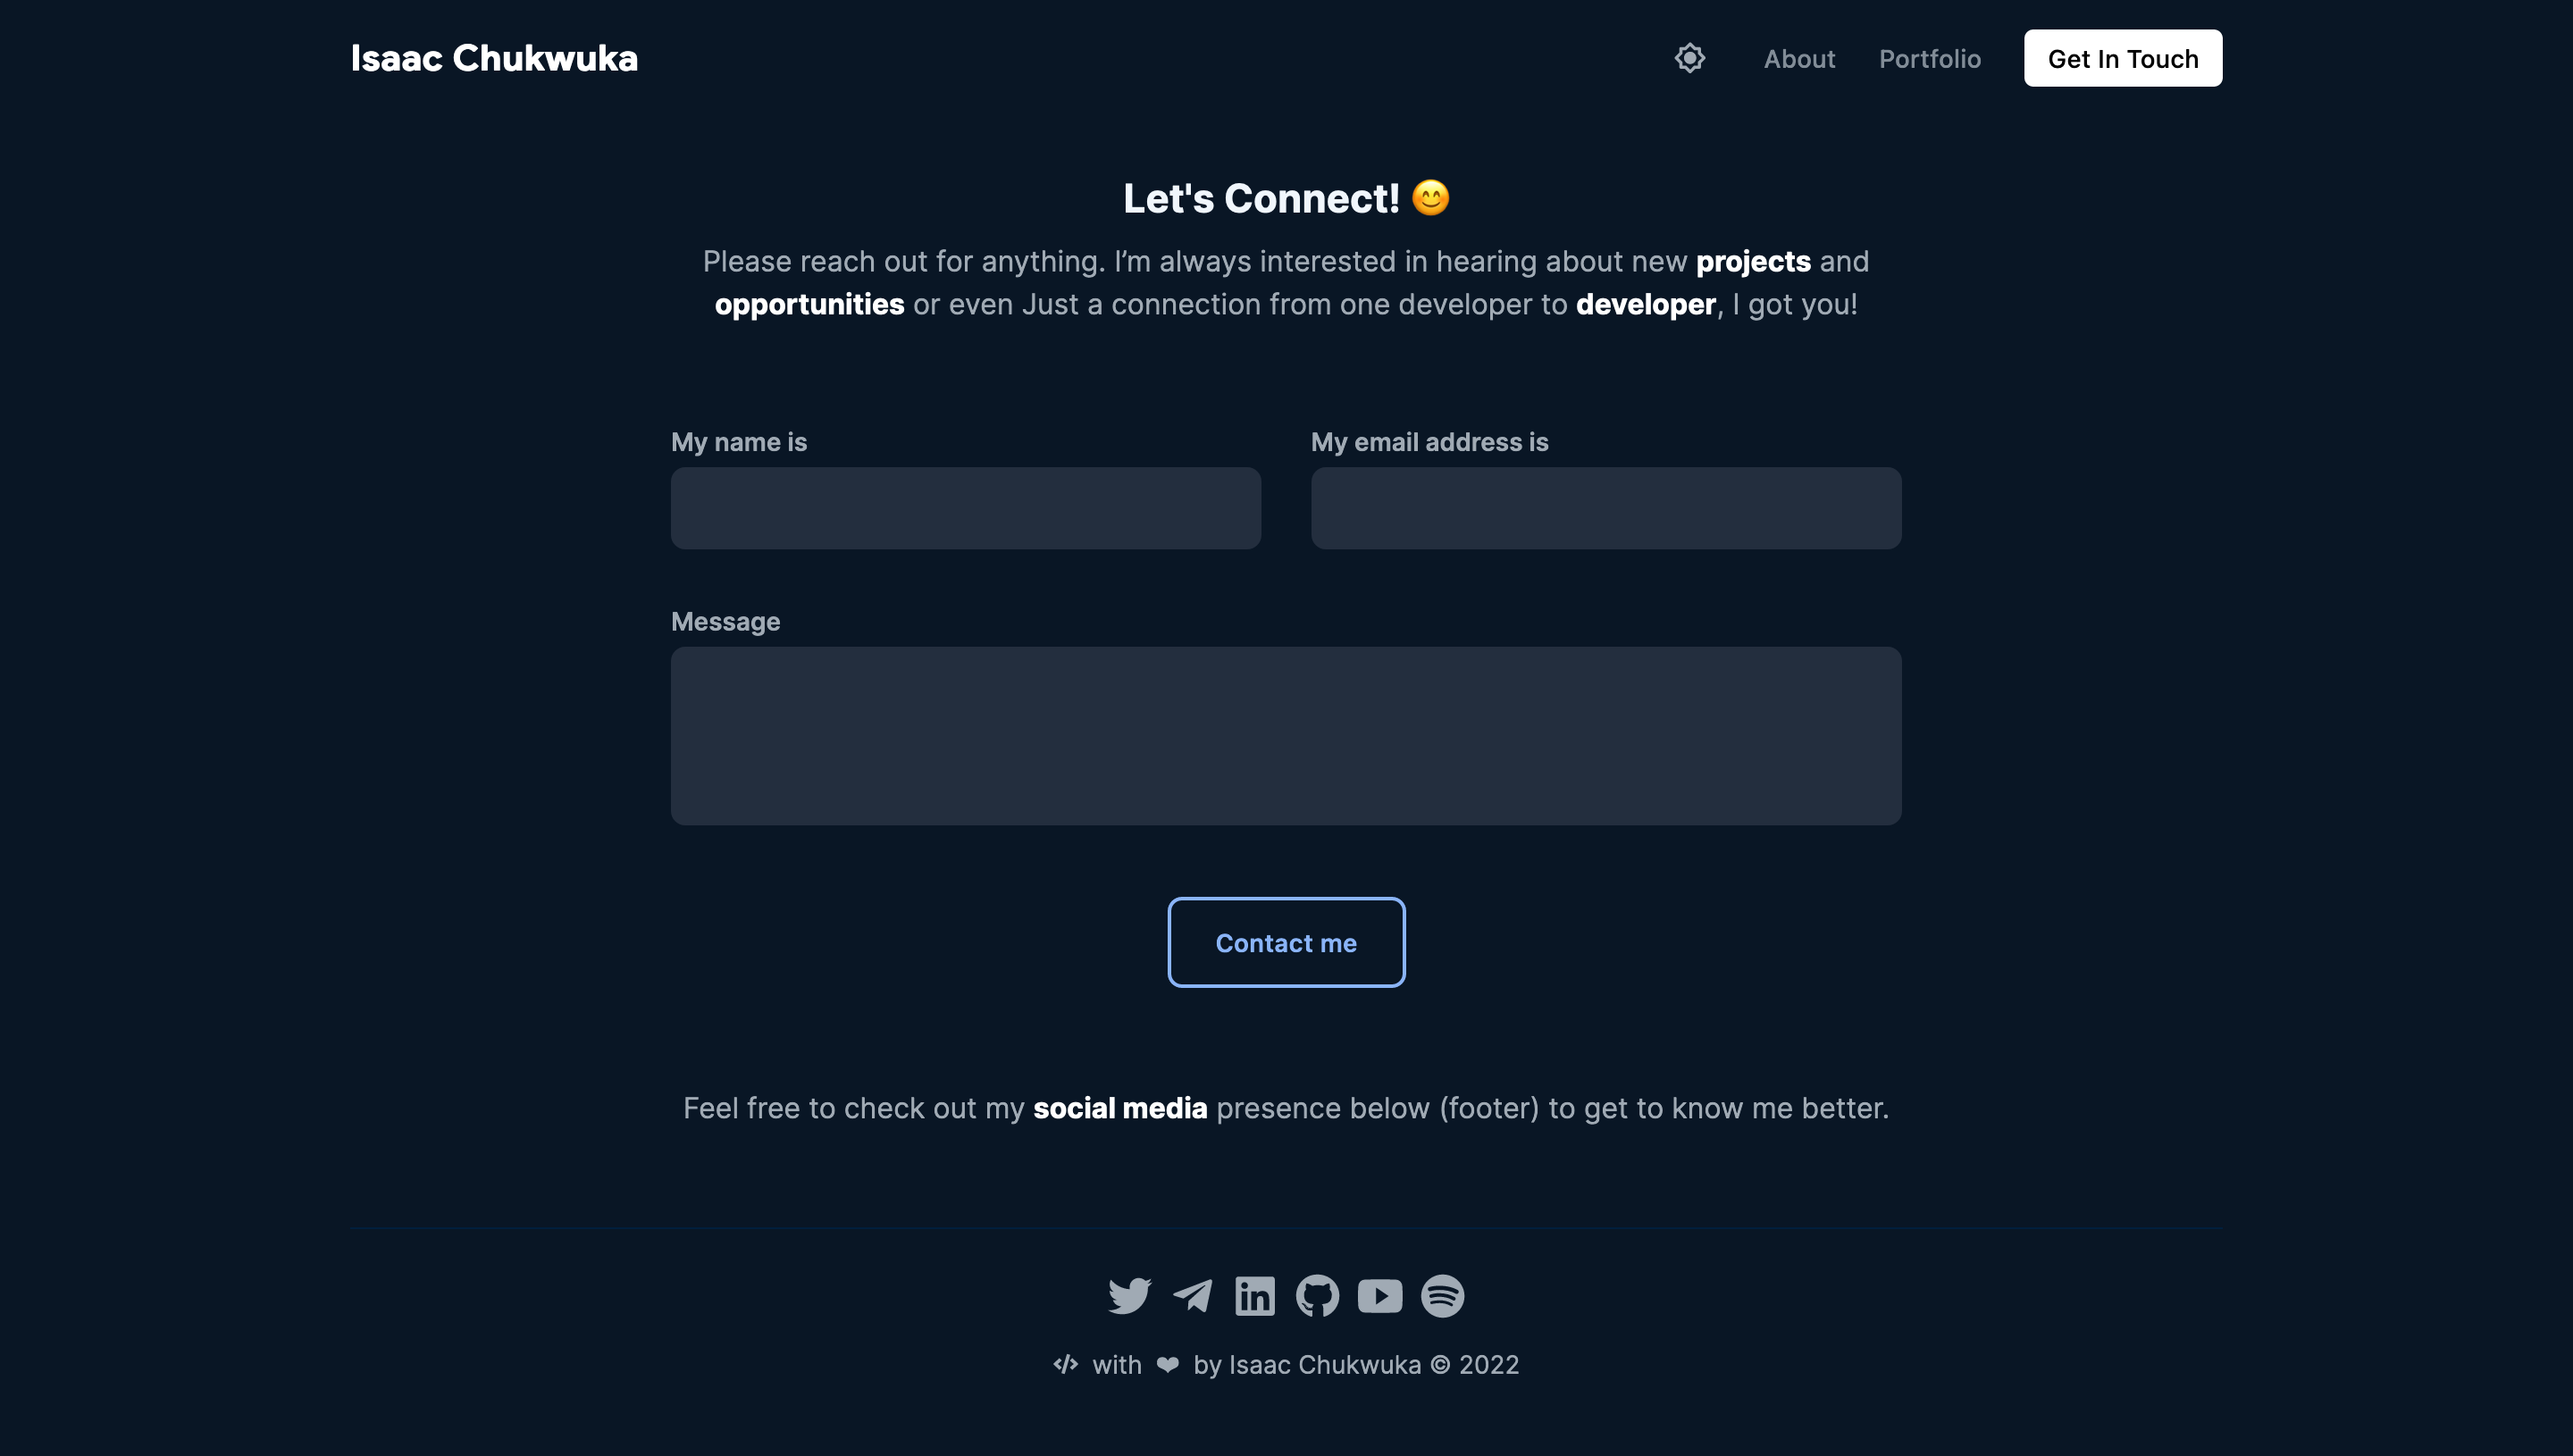 Isaac Chukwuka
About
Portfolio
Get In Touch
Let's Connect! 😊
Please reach out for anything. I’m always interested in hearing about new projects and
opportunities or even Just a connection from one developer to developer, I got you!
My name is
My email address is
Message
Contact me
Feel free to check out my social media presence below (footer) to get to know me better.
</> with ❤ by Isaac Chukwuka © 2022